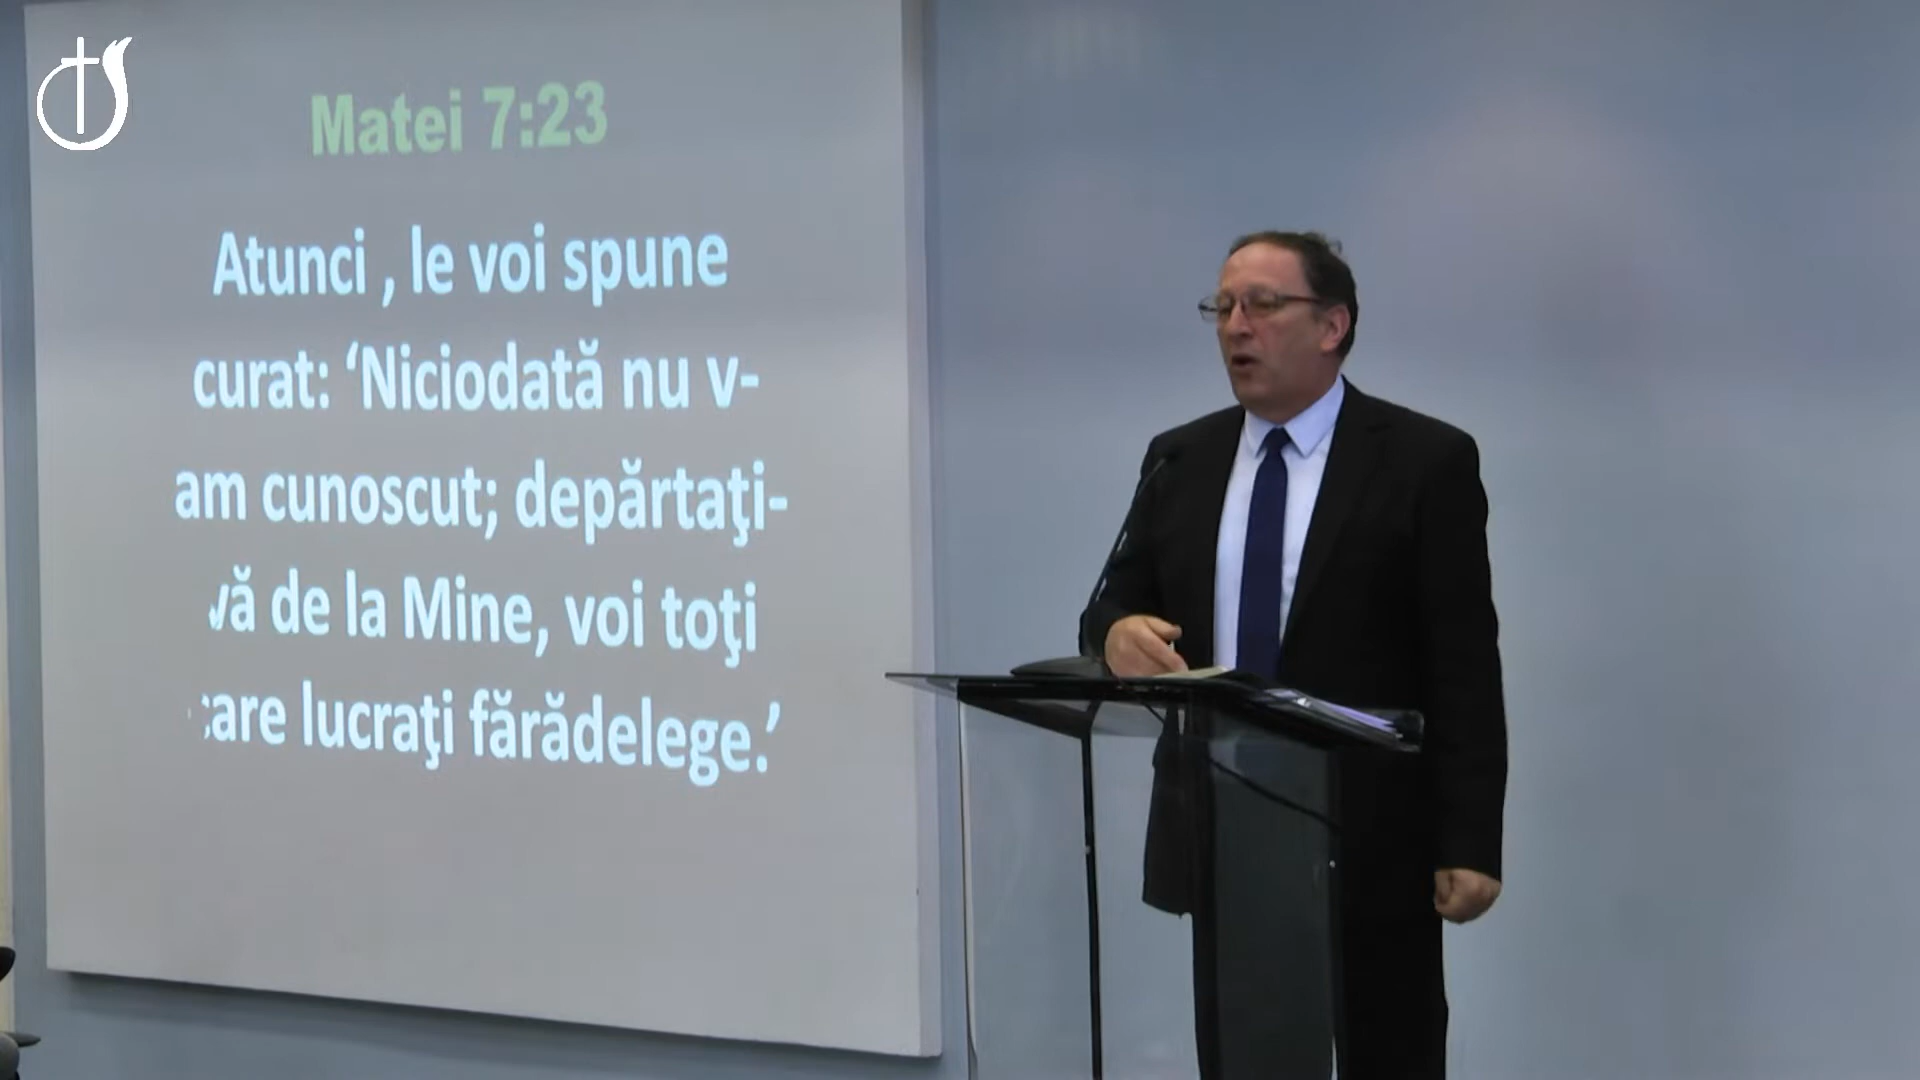 Matei 7:23
Atunci , le voi spune
curat: ‘Niciodată nu v-
am cunoscut; depărtaţi-
vă de la Mine, voi toţi
care lucraţi fărădelege.’